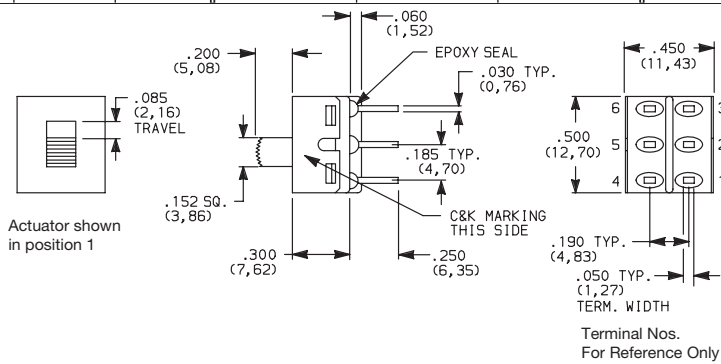 .085
(2,16)
TRAVEL
Actuator shown
in position 1
.200
(5,08)
.060
(1,52)
EPOXY SEAL
.030 TYP.
(0,76)
.185 TYP.
(4,70)
.152 SQ.
(3,86)
C&K MARKING
THIS SIDE
.300
(7,62)
.250
(6,35)
.450
(11,43)
.500
(12,70)
6
3
5
2
4
1
.190 TYP.
(4,83)
.050 TYP.
(1,27)
TERM. WIDTH
Terminal Nos.
For Reference Only